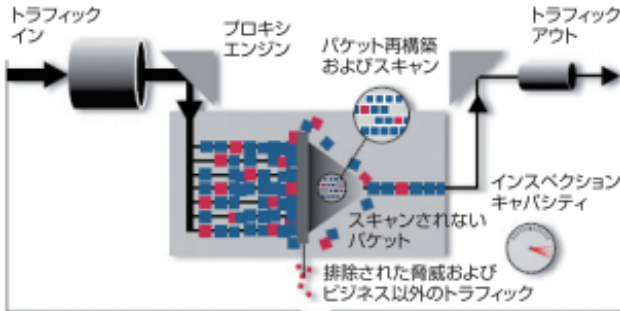 トラフィック
イン
プロキシ
エンジン
パケット再構築
およびスキャン
トラフィック
アウト
インスペクション
キャパシティ
スキャンされない
パケット
排除された脅威および
ビジネス以外のトラフィック